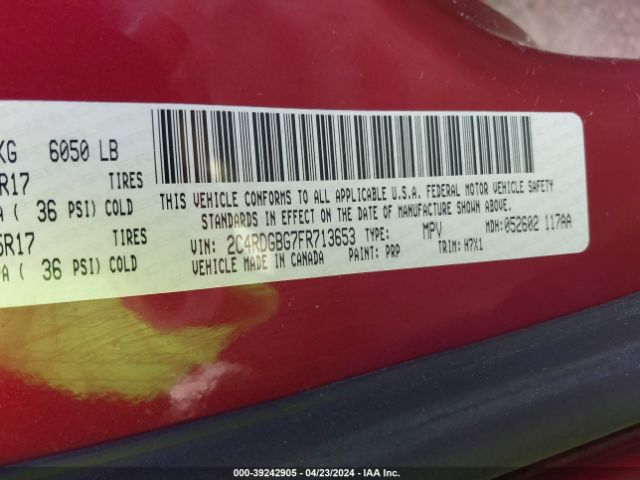 KG 6050 LB
R17 TIRES
A ( 36 PSI) COLD
5R17 TIRES
PA ( 36 PSI) COLD
THIS VEHICLE CONFORMS TO ALL APPLICABLE U.S.A. FEDERAL MOTOR VEHICLE SAFETY
STANDARDS IN EFFECT ON THE DATE OF MANUFACTURE SHOWN ABOVE.
VIN: 2C4RDGBG7FR713653 TYPE: MPV MDH: 052602 117AA
VEHICLE MADE IN CANADA PAINT: PRP TRIM: H7X1
000-39242905 - 04/23/2024 - IAA Inc.